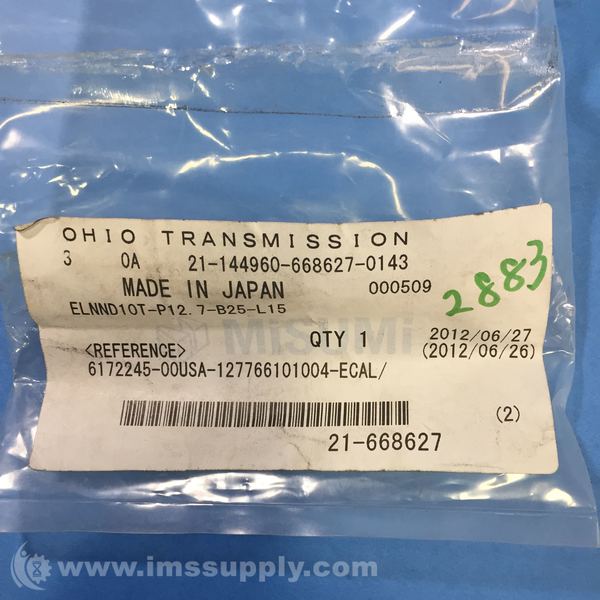 OHIO TRANSMISSION
3 0A 21-144960-668627-0143
MADE IN JAPAN 000509
2883
ELNND10T-P12.7-B25-L15
MiSUMi
QTY 1 2012/06/27
<REFERENCE> (2012/06/26)
6172245-00USA-127766101004-ECAL/
(2)
21-668627
www.imssupply.com/